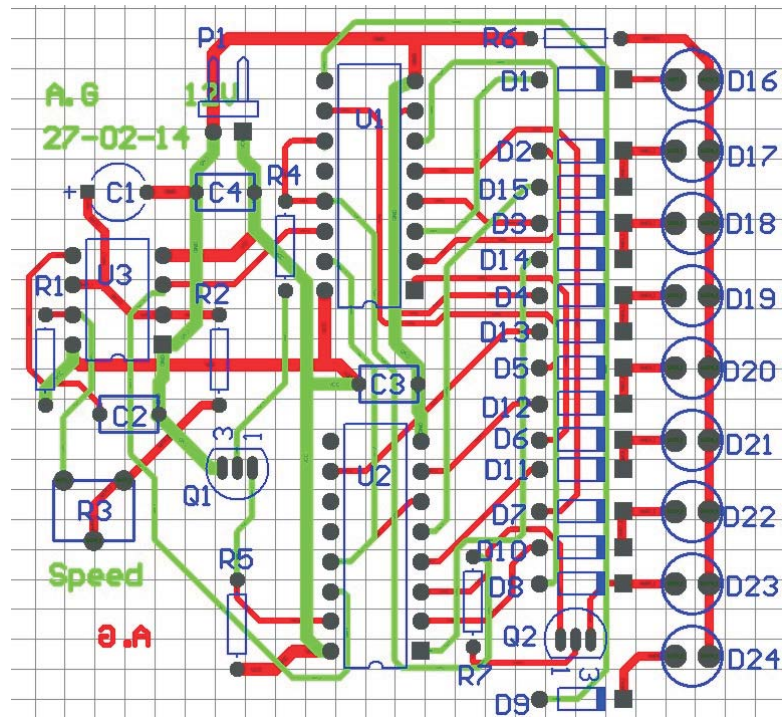 P1
R6
A.G 12V
U1
D1
D16
27-02-14
D2
D17
R4
D15
+ C1
C4
D3
D18
U3
D14
R1
R2
D4
D19
D13
D5
D20
C3
D12
C2
D6
D21
3 1
D11
U2
Q1
R3
D7
D22
D10
Speed
R5
D8
D23
A.G
Q2
D24
1 3
R7
D9